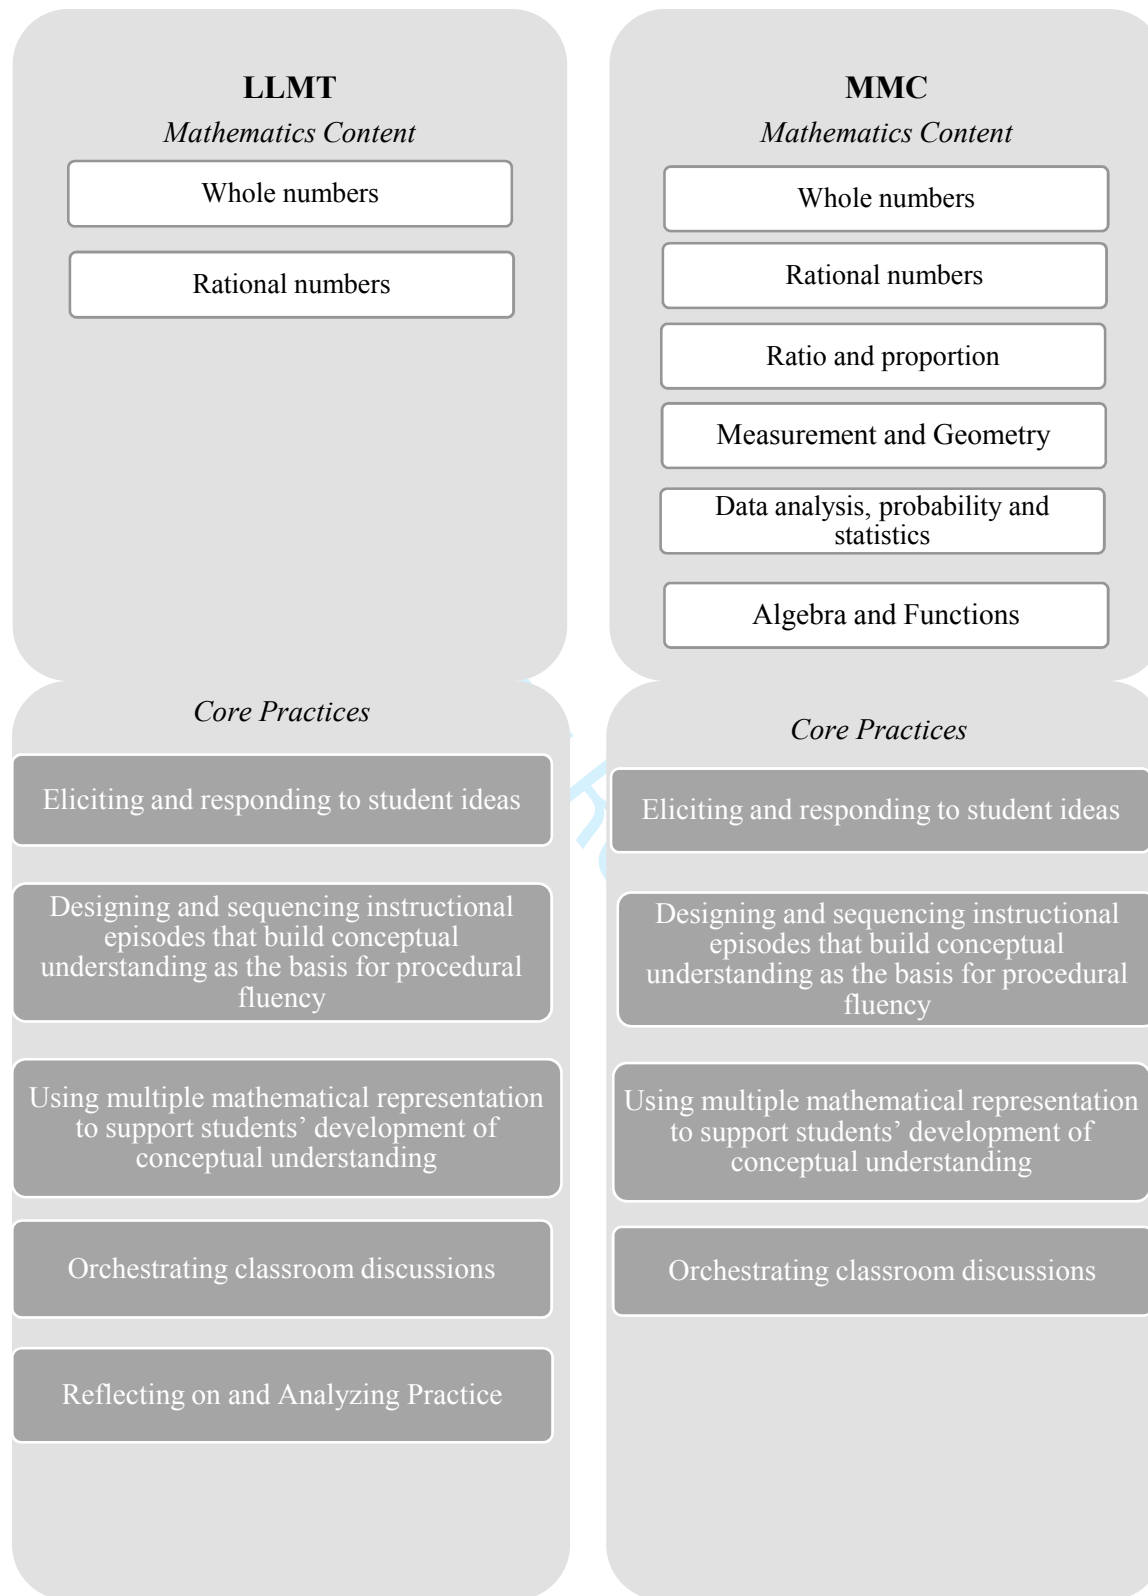 LLMT
Mathematics Content
Whole numbers
Rational numbers
MMC
Mathematics Content
Whole numbers
Rational numbers
Ratio and proportion
Measurement and Geometry
Data analysis, probability and
statistics
Algebra and Functions
Core Practices
Eliciting and responding to student ideas
Designing and sequencing instructional
episodes that build conceptual
understanding as the basis for procedural
fluency
Using multiple mathematical representation
to support students’ development of
conceptual understanding
Orchestrating classroom discussions
Reflecting on and Analyzing Practice
Core Practices
Eliciting and responding to student ideas
Designing and sequencing instructional
episodes that build conceptual
understanding as the basis for procedural
fluency
Using multiple mathematical representation
to support students’ development of
conceptual understanding
Orchestrating classroom discussions